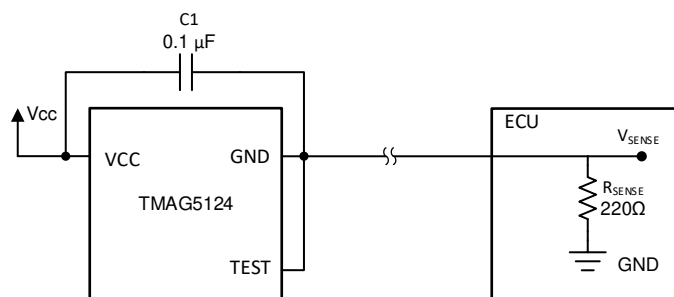 C1
0.1 µF
Vcc
VCC
GND
TMAG5124
TEST
ECU
VSENSE
RSENSE
220Ω
GND